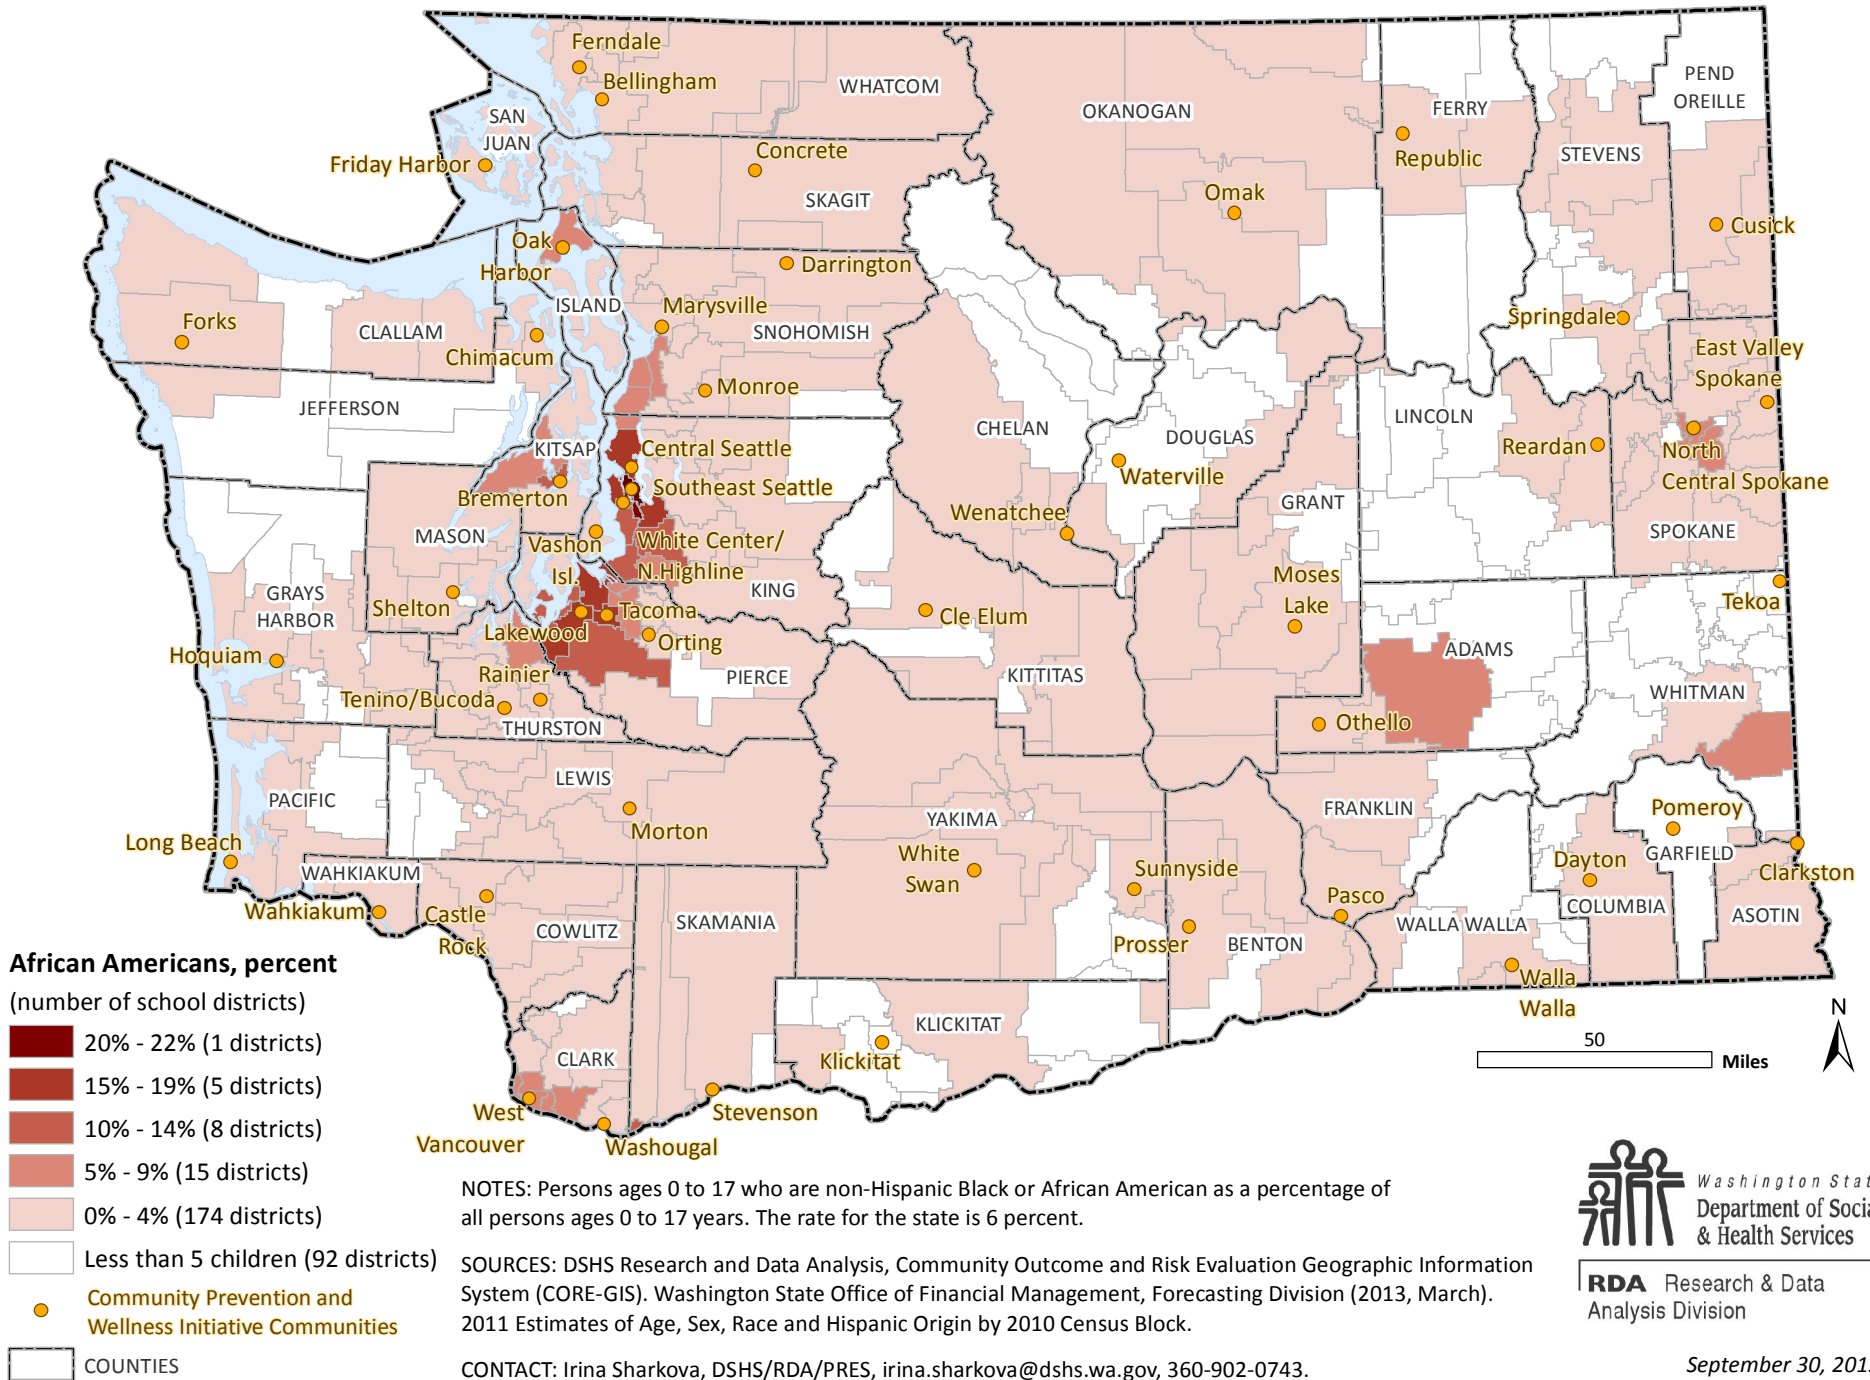 Ferndale
Bellingham
WHATCOM
SAN
JUAN
Friday Harbor
Concrete
SKAGIT
OKANOGAN
Omak
FERRY
Republic
STEVENS
PEND
OREILLE
Cusick
Oak
Harbor
ISLAND
Darrington
Marysville
SNOHOMISH
Monroe
Forks
CLALLAM
Chimacum
JEFFERSON
KITSAP
Bremerton
Central Seattle
Southeast Seattle
White Center/
N.Highline
Vashon
Isl.
KING
MASON
Shelton
GRAYS
HARBOR
Hoquiam
Lakewood
Tacoma
Orting
PIERCE
Rainier
Tenino/Bucoda
THURSTON
CHELAN
Wenatchee
DOUGLAS
Waterville
GRANT
Moses
Lake
LINCOLN
Springdale
East Valley
Spokane
Reardan
North
Central Spokane
SPOKANE
Tekoa
Cle Elum
KITTITAS
ADAMS
Othello
WHITMAN
LEWIS
Morton
PACIFIC
Long Beach
WAHKIAKUM
Wahkiakum
Castle
Rock
COWLITZ
SKAMANIA
YAKIMA
White
Swan
Sunnyside
Prosser
BENTON
FRANKLIN
Pasco
WALLA WALLA
Walla
Walla
Dayton
COLUMBIA
Pomeroy
GARFIELD
Clarkston
ASOTIN
CLARK
West
Vancouver
Washougal
Stevenson
Klickitat
KLICKITAT
N
50
Miles
African Americans, percent
(number of school districts)
20% - 22% (1 districts)
15% - 19% (5 districts)
10% - 14% (8 districts)
5% - 9% (15 districts)
0% - 4% (174 districts)
Less than 5 children (92 districts)
Community Prevention and
Wellness Initiative Communities
COUNTIES
NOTES: Persons ages 0 to 17 who are non-Hispanic Black or African American as a percentage of
all persons ages 0 to 17 years. The rate for the state is 6 percent.
SOURCES: DSHS Research and Data Analysis, Community Outcome and Risk Evaluation Geographic Information
System (CORE-GIS). Washington State Office of Financial Management, Forecasting Division (2013, March).
2011 Estimates of Age, Sex, Race and Hispanic Origin by 2010 Census Block.
CONTACT: Irina Sharkova, DSHS/RDA/PRES, irina.sharkova@dshs.wa.gov, 360-902-0743.
Washington Stat
Department of Socia
& Health Services
RDA Research & Data
Analysis Division
September 30, 201